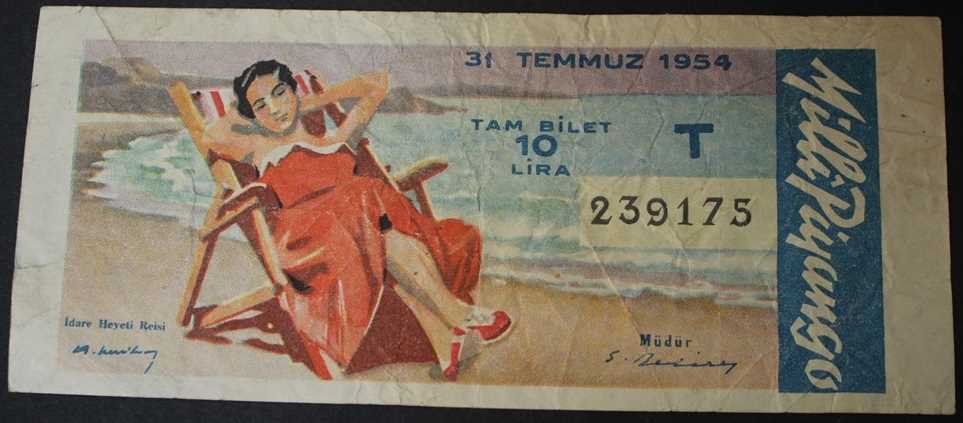 31 TEMMUZ 1954
TAM BİLET
10
LİRA
T
239175
Milli Piyango
İdare Heyeti Reisi
Müdür